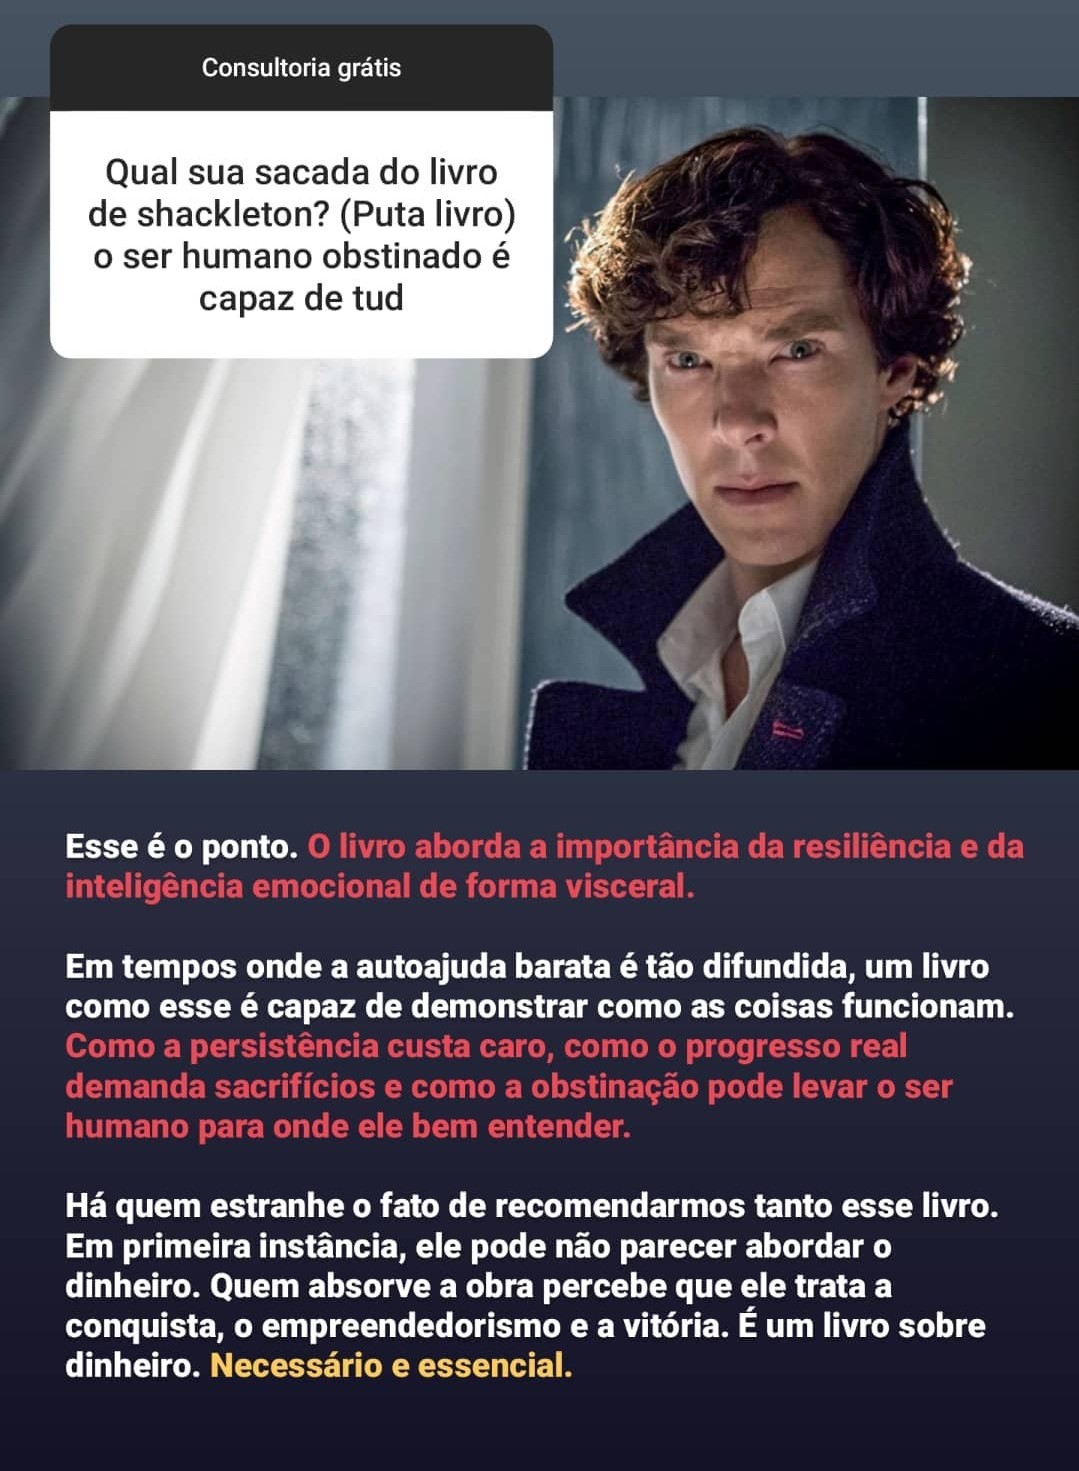 Consultoria grátis
Qual sua sacada do livro
de shackleton? (Puta livro)
o ser humano obstinado é
capaz de tud
Esse é o ponto. O livro aborda a importância da resiliência e da
inteligência emocional de forma visceral.
Em tempos onde a autoajuda barata é tão difundida, um livro
como esse é capaz de demonstrar como as coisas funcionam.
Como a persistência custa caro, como o progresso real
demanda sacrifícios e como a obstinação pode levar o ser
humano para onde ele bem entender.
Há quem estranhe o fato de recomendarmos tanto esse livro.
Em primeira instância, ele pode não parecer abordar o
dinheiro. Quem absorve a obra percebe que ele trata a
conquista, o empreendedorismo e a vitória. É um livro sobre
dinheiro. Necessário e essencial.